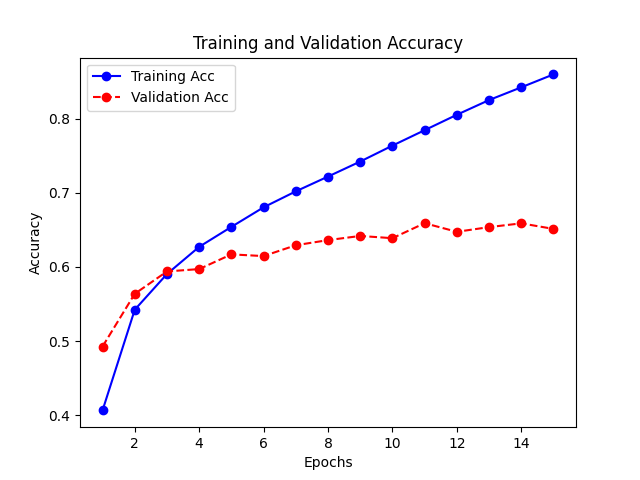 Training and Validation Accuracy
Training Acc
Validation Acc
Accuracy
0.8
0.7
0.6
0.5
0.4
2 4 6 8 10 12 14
Epochs